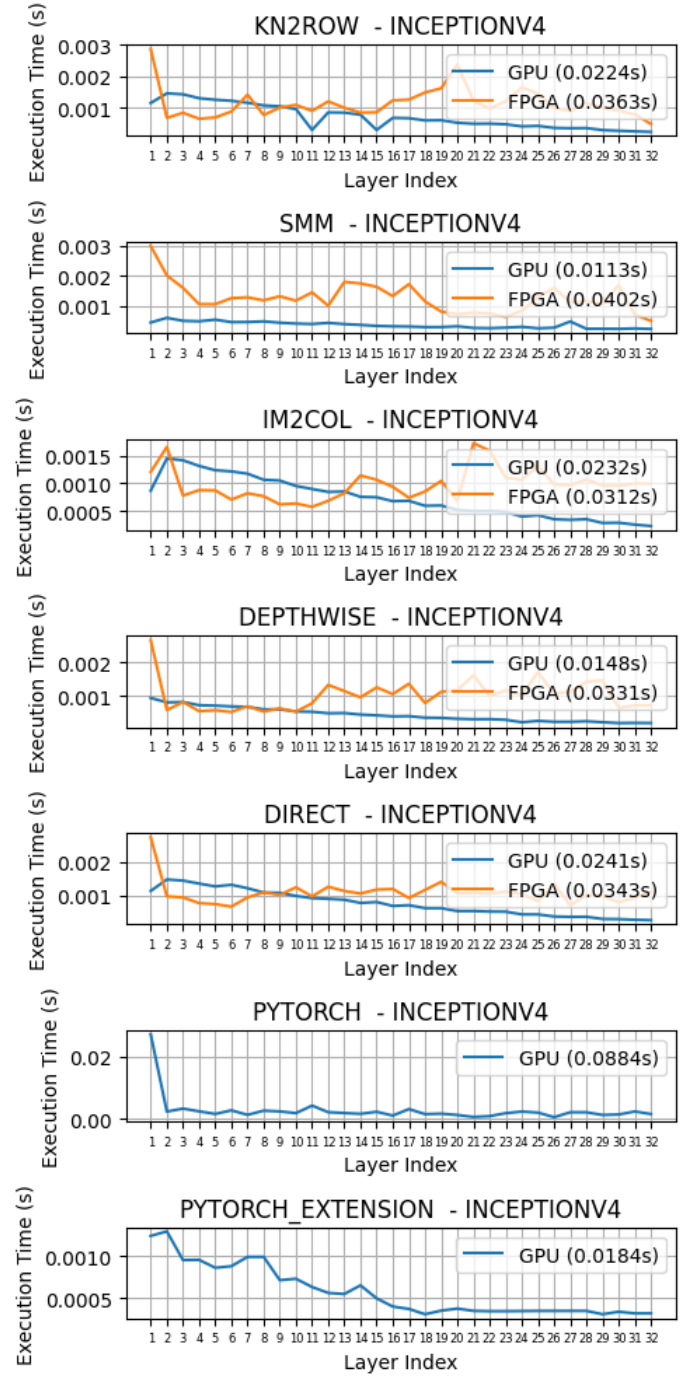 KN2ROW - INCEPTIONV4
Execution Time (s)
0.003
0.002
0.001
GPU (0.0224s)
FPGA (0.0363s)
1 2 3 4 5 6 7 8 9 10 11 12 13 14 15 16 17 18 19 20 21 22 23 24 25 26 27 28 29 30 31 32
Layer Index
SMM - INCEPTIONV4
Execution Time (s)
0.003
0.002
0.001
GPU (0.0113s)
FPGA (0.0402s)
1 2 3 4 5 6 7 8 9 10 11 12 13 14 15 16 17 18 19 20 21 22 23 24 25 26 27 28 29 30 31 32
Layer Index
IM2COL - INCEPTIONV4
Execution Time (s)
0.0015
0.0010
0.0005
GPU (0.0232s)
FPGA (0.0312s)
1 2 3 4 5 6 7 8 9 10 11 12 13 14 15 16 17 18 19 20 21 22 23 24 25 26 27 28 29 30 31 32
Layer Index
DEPTHWISE - INCEPTIONV4
Execution Time (s)
0.002
0.001
GPU (0.0148s)
FPGA (0.0331s)
1 2 3 4 5 6 7 8 9 10 11 12 13 14 15 16 17 18 19 20 21 22 23 24 25 26 27 28 29 30 31 32
Layer Index
DIRECT - INCEPTIONV4
Execution Time (s)
0.002
0.001
GPU (0.0241s)
FPGA (0.0343s)
1 2 3 4 5 6 7 8 9 10 11 12 13 14 15 16 17 18 19 20 21 22 23 24 25 26 27 28 29 30 31 32
Layer Index
PYTORCH - INCEPTIONV4
Execution Time (s)
0.02
0.00
GPU (0.0884s)
1 2 3 4 5 6 7 8 9 10 11 12 13 14 15 16 17 18 19 20 21 22 23 24 25 26 27 28 29 30 31 32
Layer Index
PYTORCH_EXTENSION - INCEPTIONV4
Execution Time (s)
0.0010
0.0005
GPU (0.0184s)
1 2 3 4 5 6 7 8 9 10 11 12 13 14 15 16 17 18 19 20 21 22 23 24 25 26 27 28 29 30 31 32
Layer Index